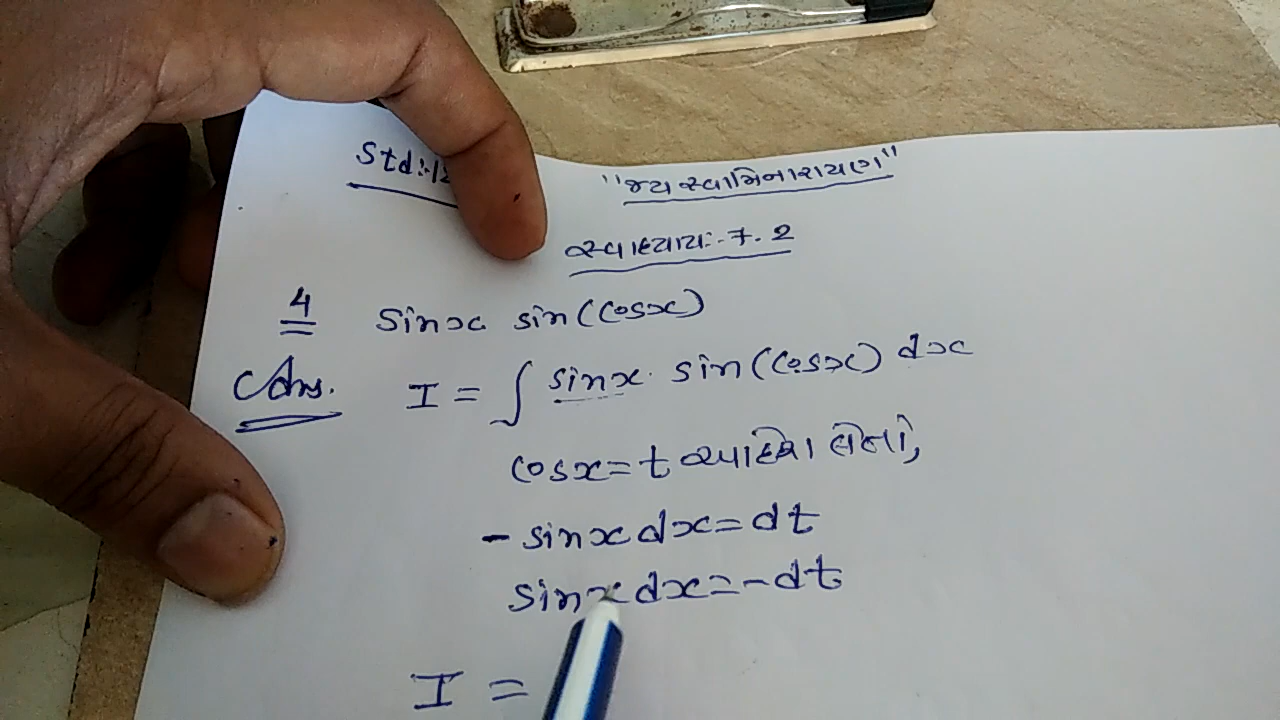 Std:-12
"જય સ્વામિનારાયણ"
સ્વાધ્યાય:-7.2
4 sinx sin(cosx)
Ans. I = ∫ sinx. sin(cosx) dx
cosx=t આદેશ લેતાં,
- sinx dx=dt
sinx dx=-dt
I =